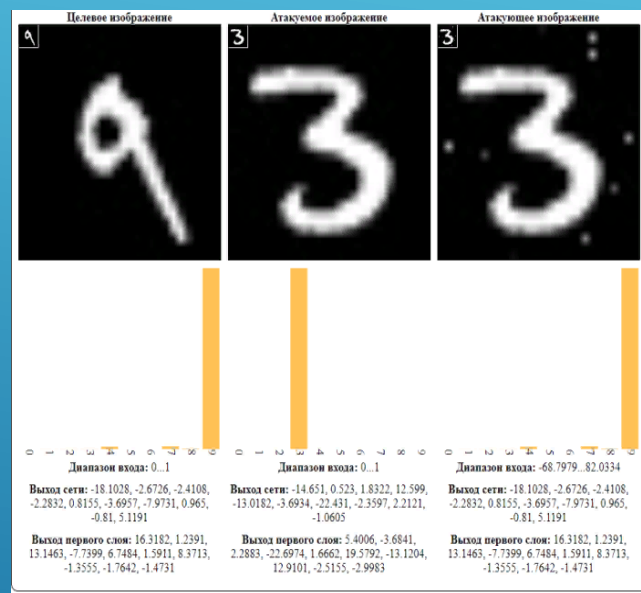 Целевое изображение
Атакуемое изображение
Атакующее изображение
9
3
3
9
3
3
0 1 2 3 4 5 6 7 8 9
0 1 2 3 4 5 6 7 8 9
0 1 2 3 4 5 6 7 8 9
Диапазон входа: 0...1
Выход сети: -18.1028, -2.6726, -2.4108,
-2.2832, 0.8155, -3.6957, -7.9731, 0.965,
-0.81, 5.1191
Выход первого слоя: 16.3182, 1.2391,
13.1463, -7.7399, 6.7484, 1.5911, 8.3713,
-1.3555, -1.7642, -1.4731
Диапазон входа: 0...1
Выход сети: -14.651, 0.523, 1.8322, 12.599,
-13.0182, -3.6934, -22.431, -2.3597, 2.2121,
-1.0605
Выход первого слоя: 5.4006, -3.6841,
2.2883, -22.6974, 1.6662, 19.5792, -13.1204,
12.9101, -2.5155, -2.9983
Диапазон входа: -68.7979...82.0334
Выход сети: -18.1028, -2.6726, -2.4108,
-2.2832, 0.8155, -3.6957, -7.9731, 0.965,
-0.81, 5.1191
Выход первого слоя: 16.3182, 1.2391,
13.1463, -7.7399, 6.7484, 1.5911, 8.3713,
-1.3555, -1.7642, -1.4731